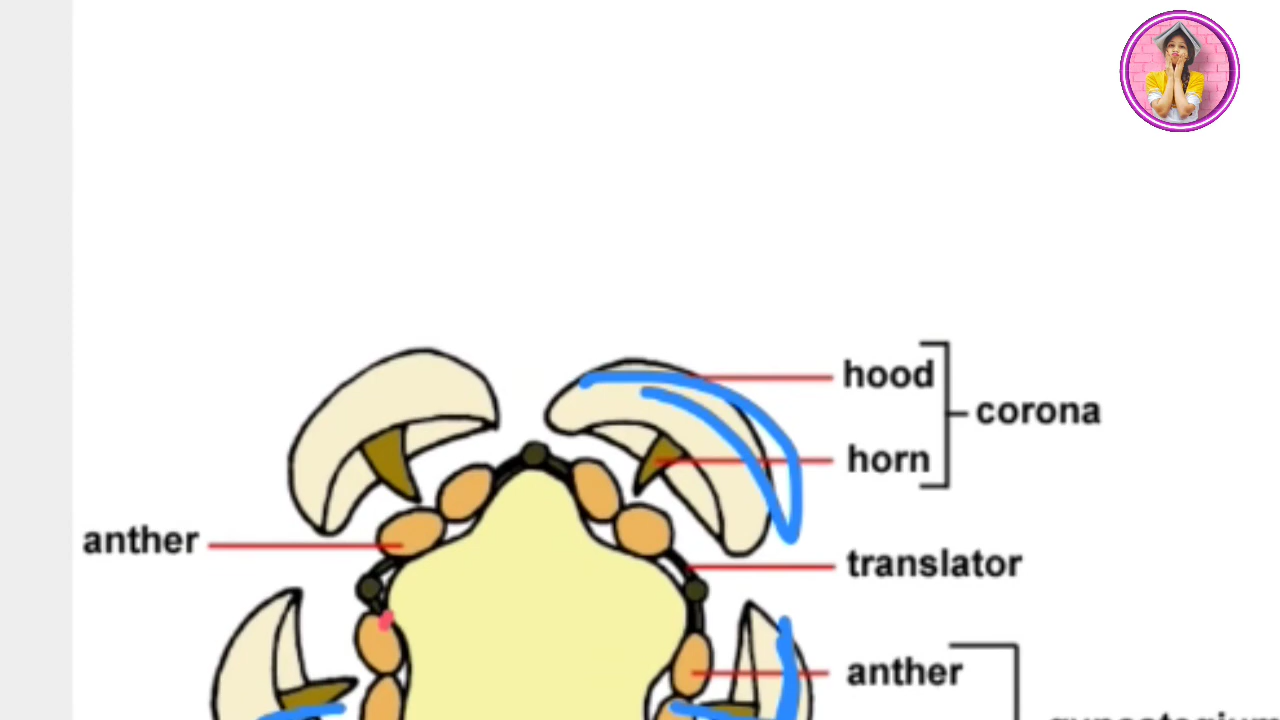 hood
corona
horn
anther
translator
anther